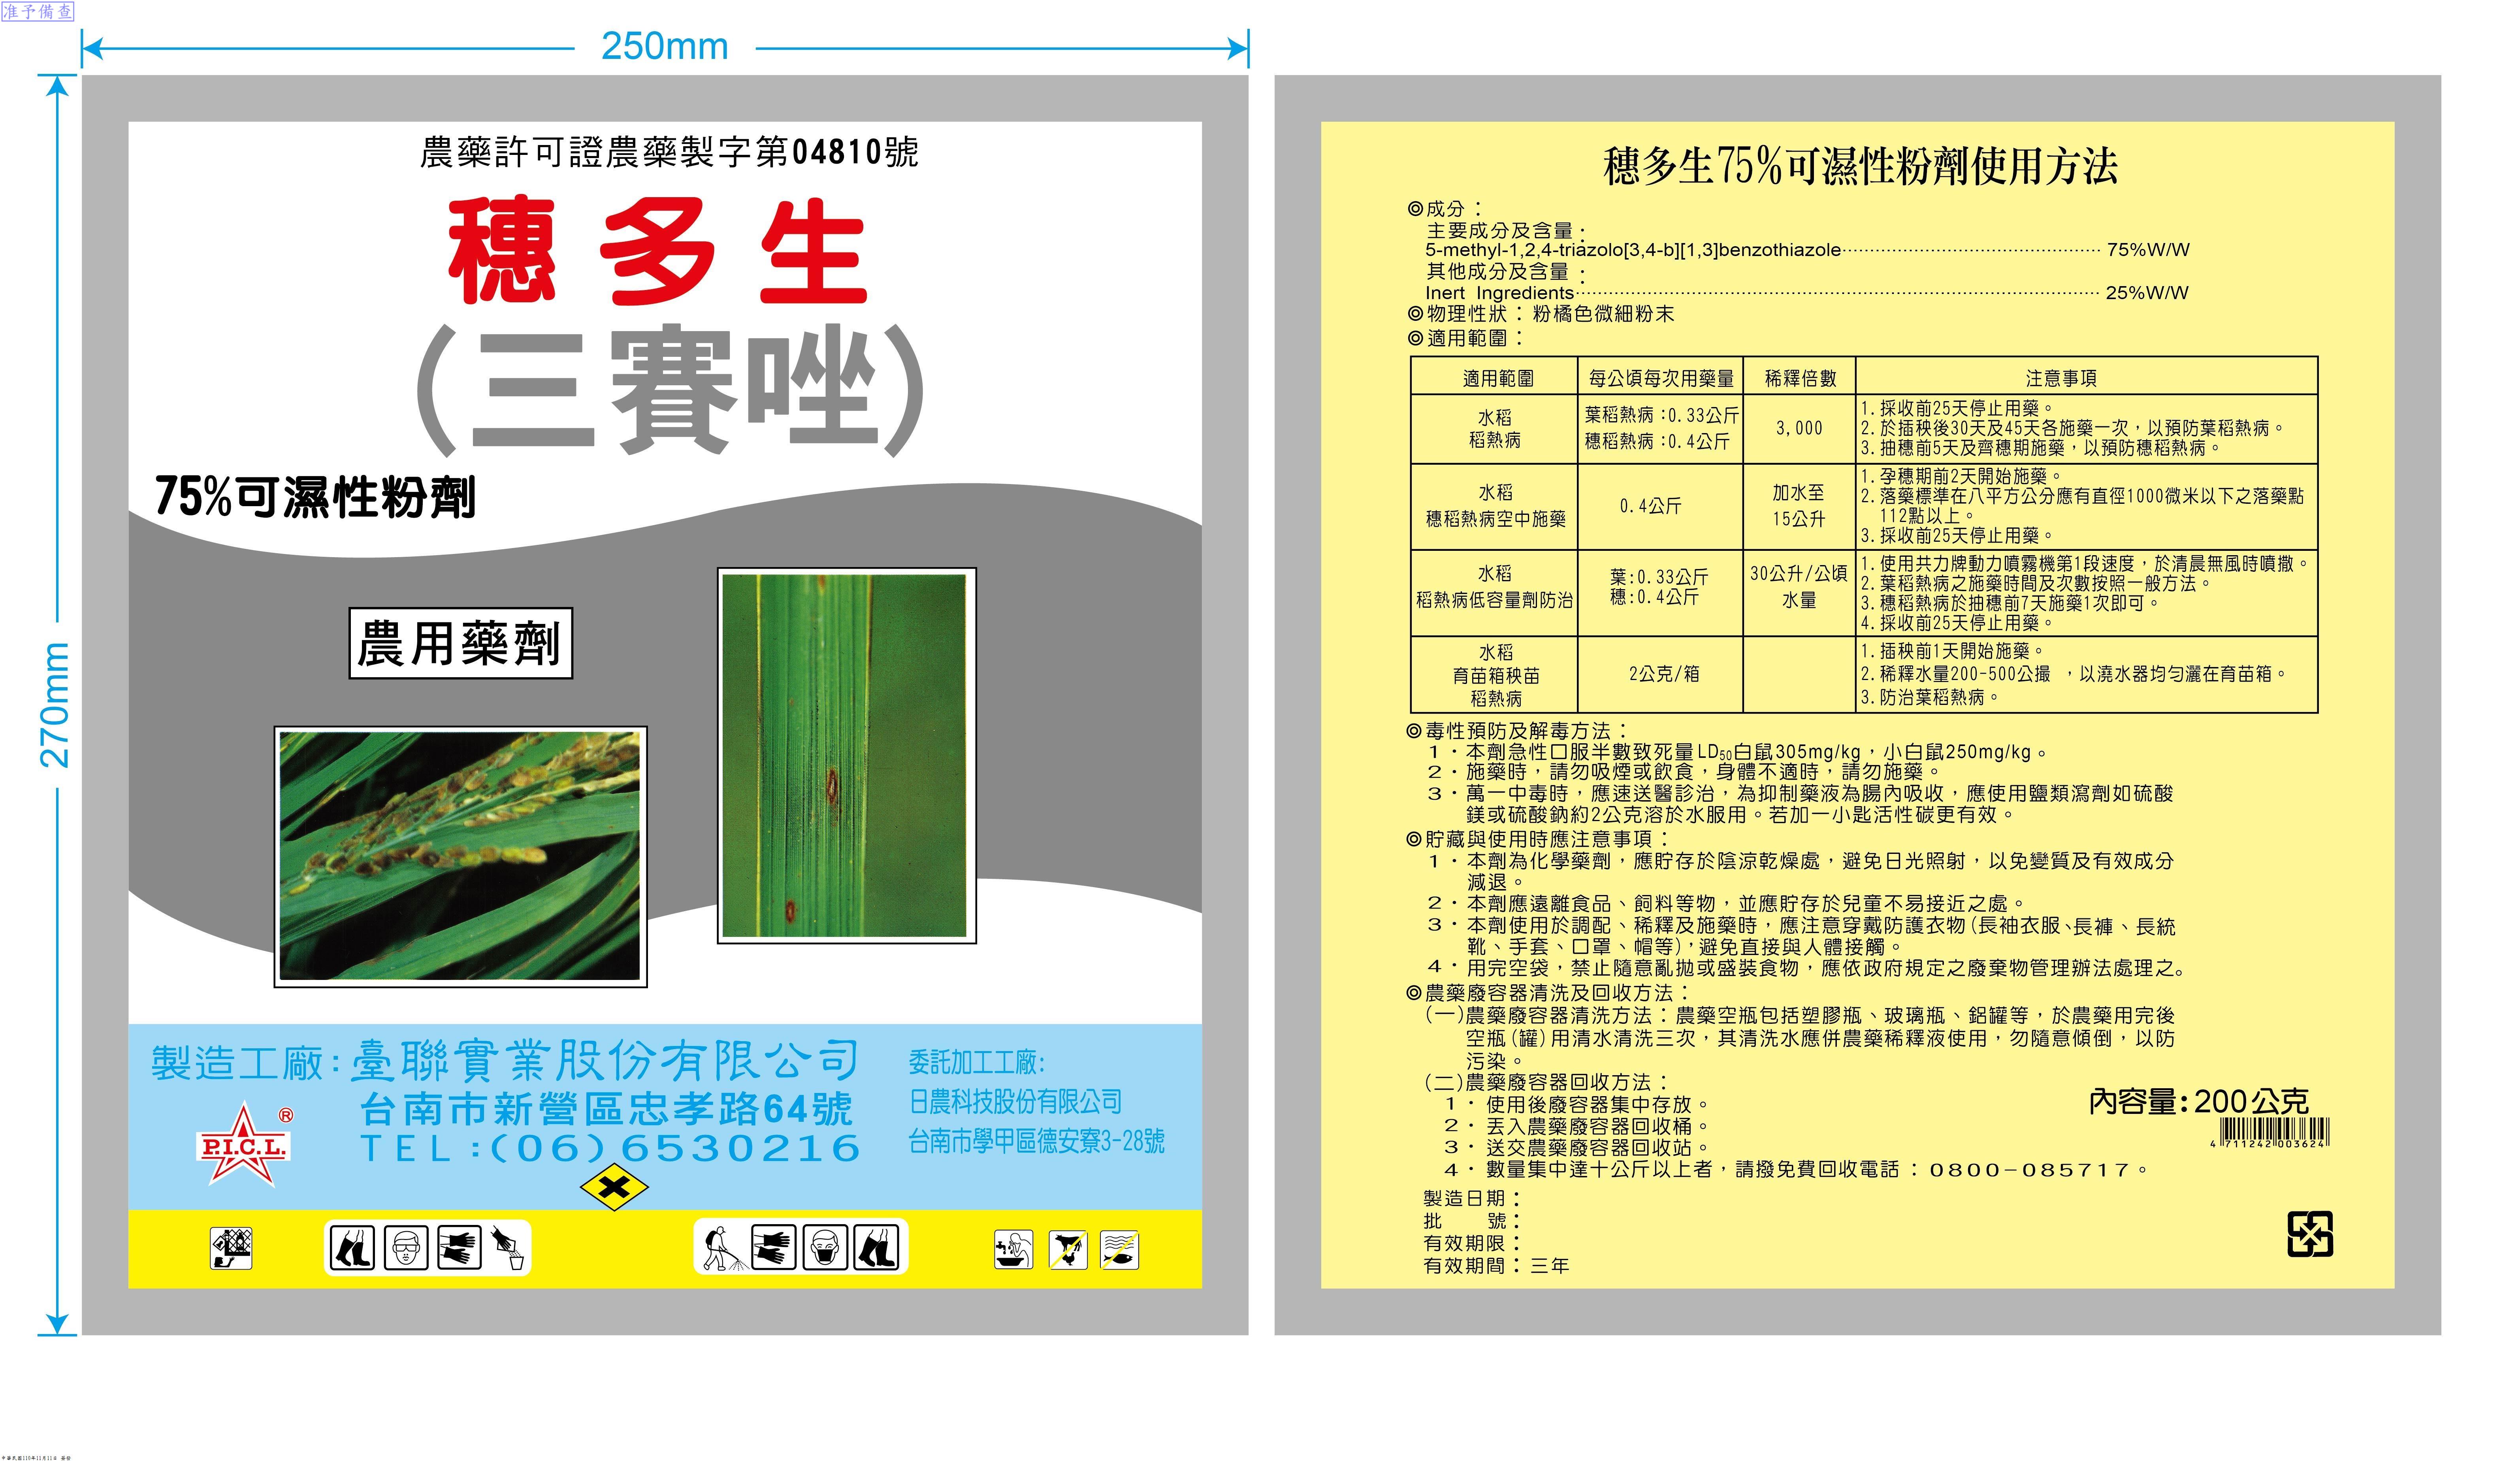 准予備查
250mm
270mm
農藥許可證農藥製字第04810號
穗多生
(三賽唑)
75%可濕性粉劑
農用藥劑
製造工廠:臺聯實業股份有限公司
台南市新營區忠孝路64號
TEL:(06)6530216
P.I.C.L.
®
委託加工工廠:
日農科技股份有限公司
台南市學甲區德安寮3-28號
穗多生75%可濕性粉劑使用方法
◎成分：
主要成分及含量：
5-methyl-1,2,4-triazolo[3,4-b][1,3]benzothiazole…………………………………… 75%W/W
其他成分及含量：
Inert Ingredients………………………………………………………………………… 25%W/W
◎物理性狀：粉橘色微細粉末
◎適用範圍：
適用範圍 每公頃每次用藥量 稀釋倍數 注意事項
水稻
稻熱病
葉稻熱病:0.33公斤
穗稻熱病:0.4公斤
3,000
1.採收前25天停止用藥。
2.於插秧後30天及45天各施藥一次，以預防葉稻熱病。
3.抽穗前5天及齊穗期施藥，以預防穗稻熱病。
水稻
穗稻熱病空中施藥
0.4公斤
加水至
15公升
1.孕穗期前2天開始施藥。
2.落藥標準在八平方公分應有直徑1000微米以下之落藥點
112點以上。
3.採收前25天停止用藥。
水稻
稻熱病低容量劑防治
葉:0.33公斤
穗:0.4公斤
30公升/公頃
水量
1.使用共力牌動力噴霧機第1段速度，於清晨無風時噴撒。
2.葉稻熱病之施藥時間及次數按照一般方法。
3.穗稻熱病於抽穗前7天施藥1次即可。
4.採收前25天停止用藥。
水稻
育苗箱秧苗
稻熱病
2公克/箱
1.插秧前1天開始施藥。
2.稀釋水量200-500公撮 ，以澆水器均勻灑在育苗箱。
3.防治葉稻熱病。
◎毒性預防及解毒方法：
1．本劑急性口服半數致死量LD50白鼠305mg/kg，小白鼠250mg/kg。
2．施藥時，請勿吸煙或飲食，身體不適時，請勿施藥。
3．萬一中毒時，應速送醫診治，為抑制藥液為腸內吸收，應使用鹽類瀉劑如硫酸
鎂或硫酸鈉約2公克溶於水服用。若加一小匙活性碳更有效。
◎貯藏與使用時應注意事項：
1．本劑為化學藥劑，應貯存於陰涼乾燥處，避免日光照射，以免變質及有效成分
減退。
2．本劑應遠離食品、飼料等物，並應貯存於兒童不易接近之處。
3．本劑使用於調配、稀釋及施藥時，應注意穿戴防護衣物(長袖衣服、長褲、長統
靴、手套、口罩、帽等)，避免直接與人體接觸。
4．用完空袋，禁止隨意亂拋或盛裝食物，應依政府規定之廢棄物管理辦法處理之。
◎農藥廢容器清洗及回收方法：
(一)農藥廢容器清洗方法：農藥空瓶包括塑膠瓶、玻璃瓶、鋁罐等，於農藥用完後
空瓶(罐)用清水清洗三次，其清洗水應併農藥稀釋液使用，勿隨意傾倒，以防
污染。
(二)農藥廢容器回收方法：
1．使用後廢容器集中存放。
2．丟入農藥廢容器回收桶。
3．送交農藥廢容器回收站。
4．數量集中達十公斤以上者，請撥免費回收電話：0800-085717。
內容量:200公克
4 711242 003624
製造日期：
批 號：
有效期限：
有效期間：三年
中華民國110年11月11日